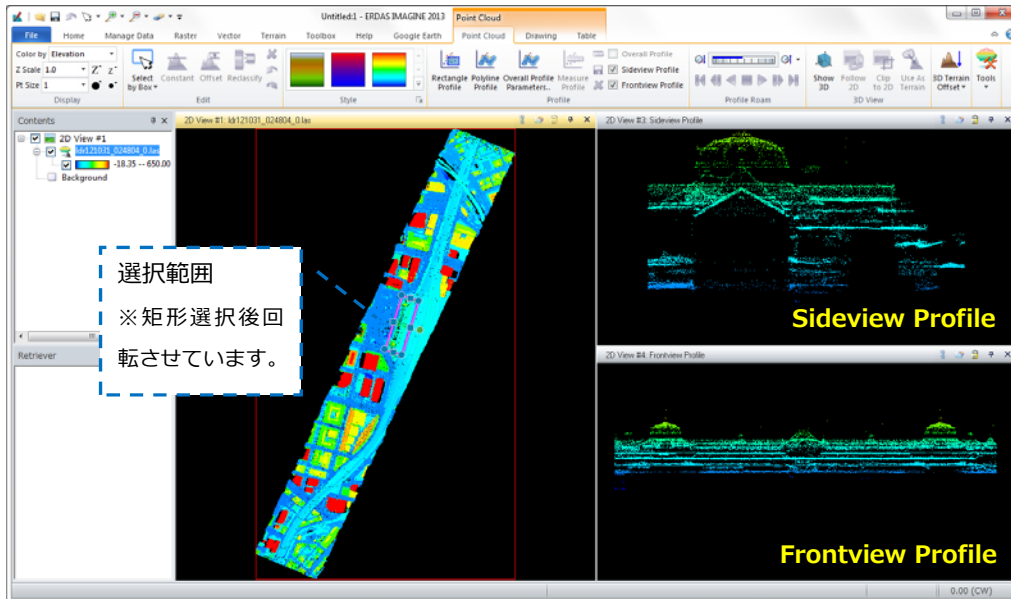 Untitled:1 - ERDAS IMAGINE 2013
Point Cloud
File
Home
Manage Data
Raster
Vector
Terrain
Toolbox
Help
Google Earth
Point Cloud
Drawing
Table
Color by Elevation
Z Scale 1.0
Pt Size 1
Display
Select by Box
Constant
Offset
Reclassify
Edit
Style
Rectangle Profile
Polyline Profile
Overall Profile Parameters...
Measure Profile
Overall Profile
Sideview Profile
Frontview Profile
Profile
Profile Roam
Show 3D
Follow 2D
Clip to 2D
Use As Terrain
3D Terrain Offset
3D View
Tools
Contents
2D View #1
ldr121031_024804_0.las
-18.35 -- 650.00
Background
Retriever
2D View #1: ldr121031_024804_0.las
選択範囲
※矩形選択後回
転させています。
2D View #3: Sideview Profile
Sideview Profile
2D View #4: Frontview Profile
Frontview Profile
0.00 (CW)